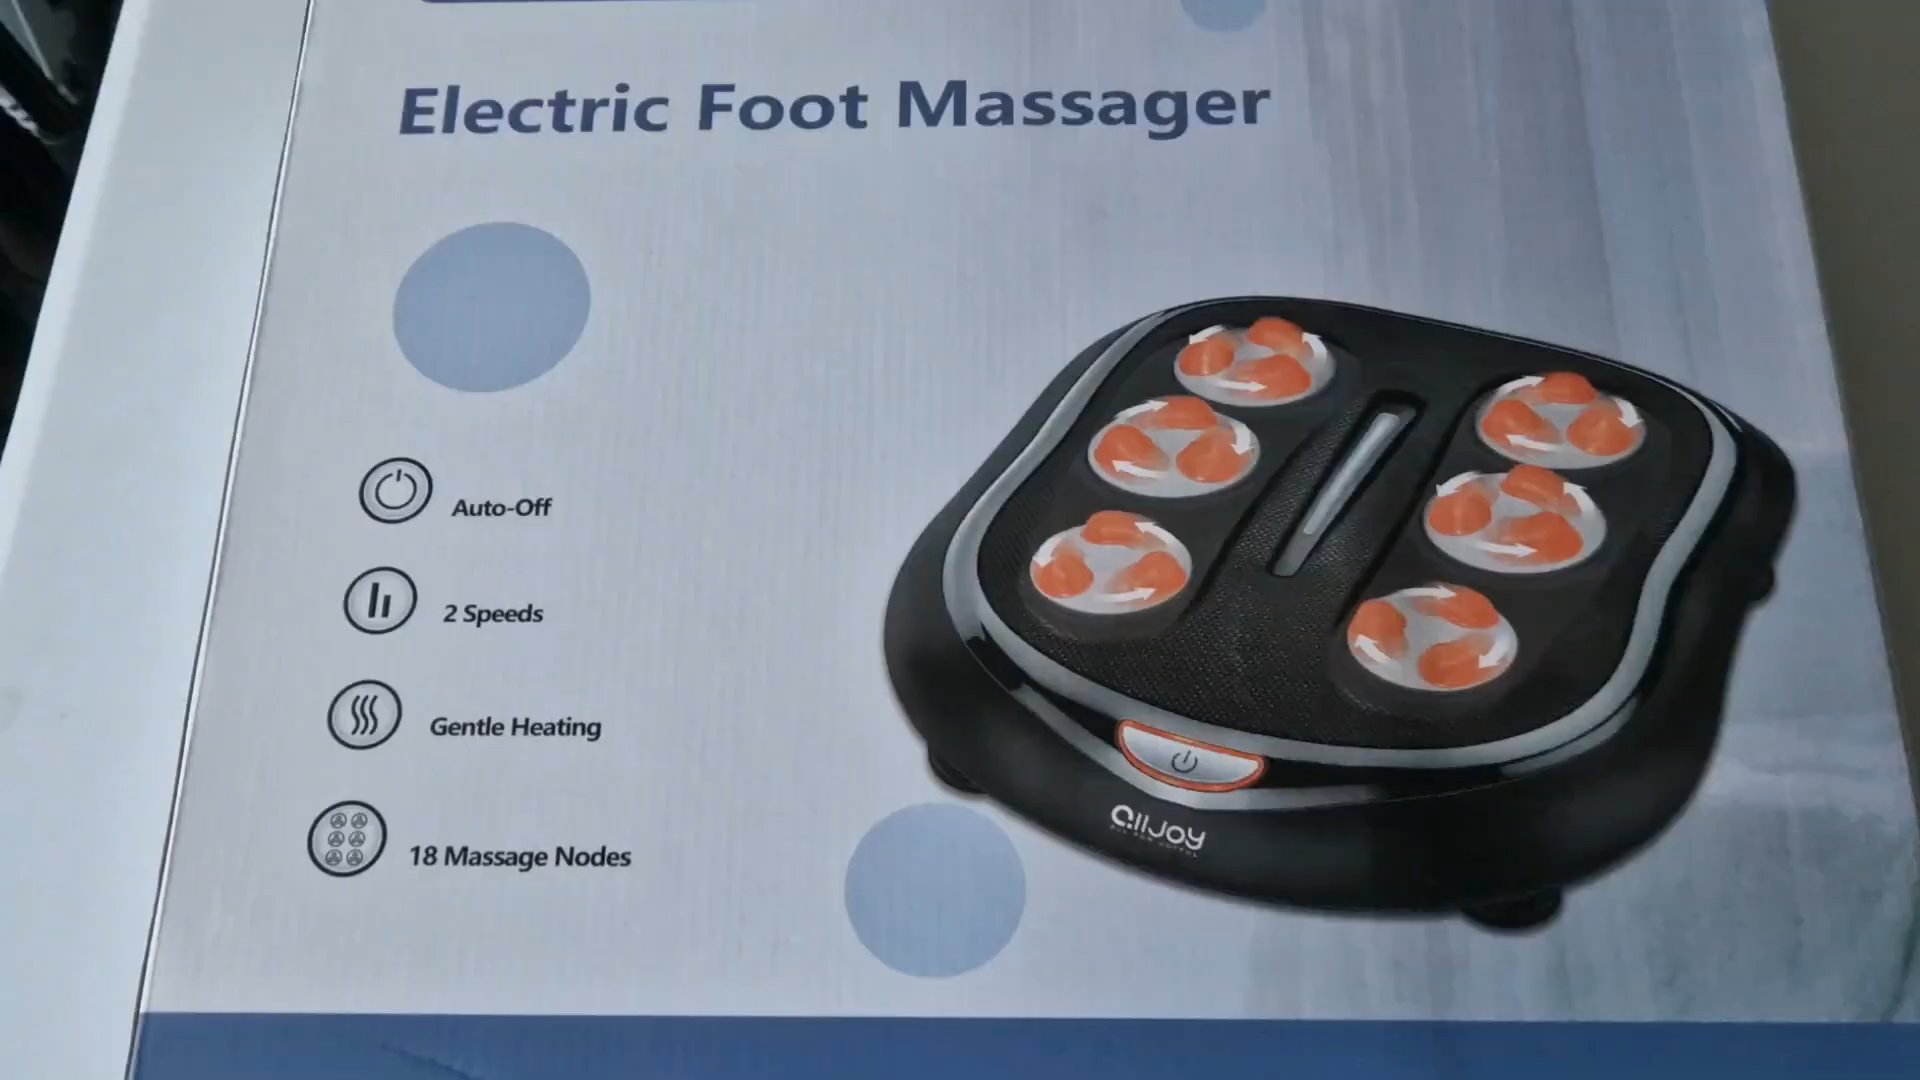 Electric Foot Massager
Auto-Off
2 Speeds
Gentle Heating
18 Massage Nodes
AllJoy